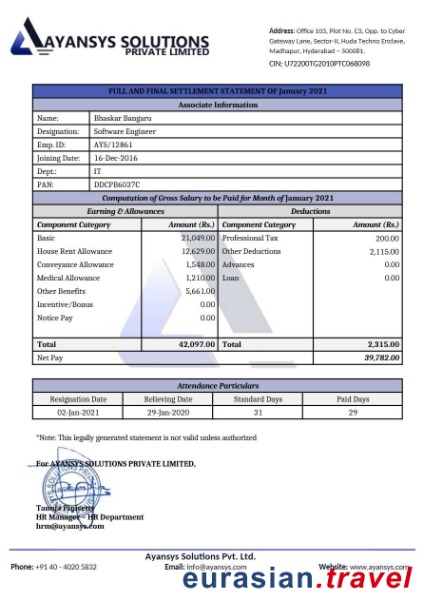 AYANSYS SOLUTIONS
PRIVATE LIMITED
Address: Office 103, Plot No. C3, Opp. to Cyber
Gateway Lane, Sector-II, Huda Techno Enclave,
Madhapur, Hyderabad – 500081.
CIN: U72200TG2010PTC068098
FULL AND FINAL SETTLEMENT STATEMENT OF January 2021
Associate Information
Name: Bhaskar Bangaru
Designation: Software Engineer
Emp. ID: AYS/12861
Joining Date: 16-Dec-2016
Dept.: IT
PAN: DDCPB6037C
Computation of Gross Salary to be Paid for Month of January 2021
Earning & Allowances Deductions
Component Category Amount (Rs.) Component Category Amount (Rs.)
Basic 21,049.00 Professional Tax 200.00
House Rent Allowance 12,629.00 Other Deductions 2,115.00
Conveyance Allowance 1,548.00 Advances 0.00
Medical Allowance 1,210.00 Loan 0.00
Other Benefits 5,661.00
Incentive/Bonus 0.00
Notice Pay 0.00
Total 42,097.00 Total 2,315.00
Net Pay 39,782.00
Attendance Particulars
Resignation Date Relieving Date Standard Days Paid Days
02-Jan-2021 29-Jan-2020 31 29
*Note: This legally generated statement is not valid unless authorized
For AYANSYS SOLUTIONS PRIVATE LIMITED,
HR Manager – HR Department
hrm@ayansys.com
Ayansys Solutions Pvt. Ltd.
Phone: +91 40 - 4020 5832 Email: info@ayansys.com Website: www.ayansys.com
eurasian.travel